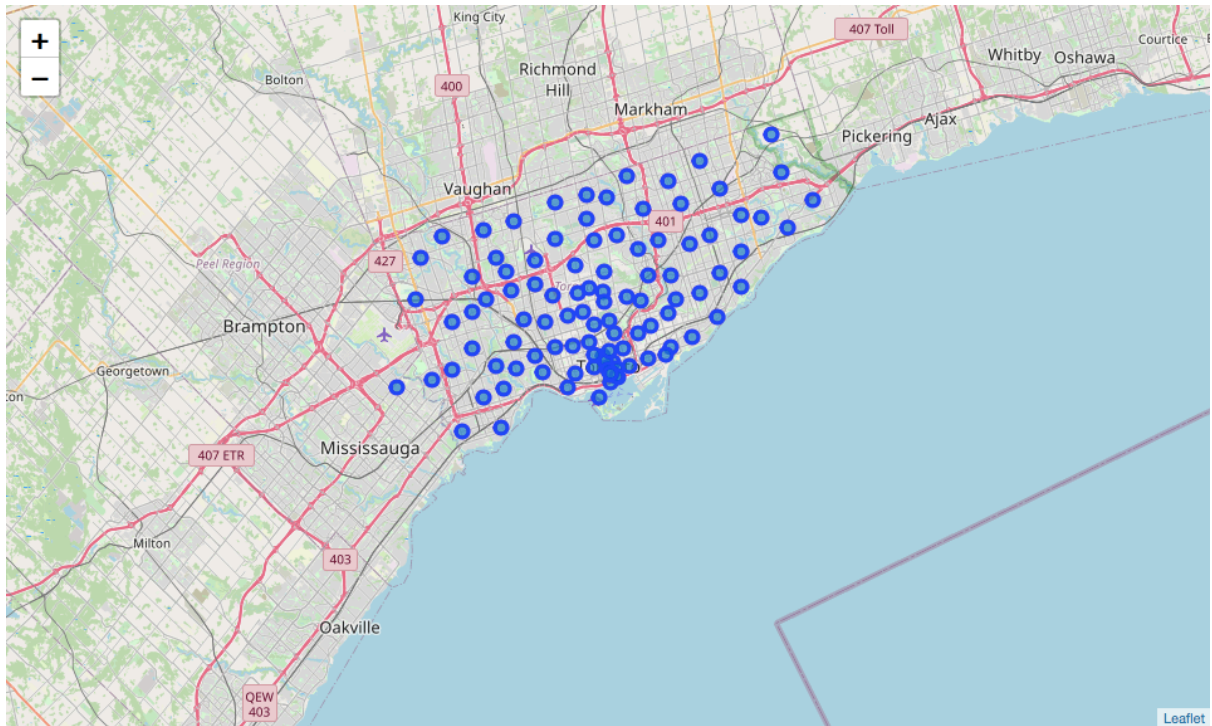 King City
407 Toll
Courtice
+
−
Whitby
Oshawa
Richmond
Hill
Bolton
400
Markham
Ajax
Pickering
Vaughan
401
427
Peel Region
Brampton
Georgetown
Mississauga
407 ETR
Milton
403
Oakville
QEW
403
Leaflet